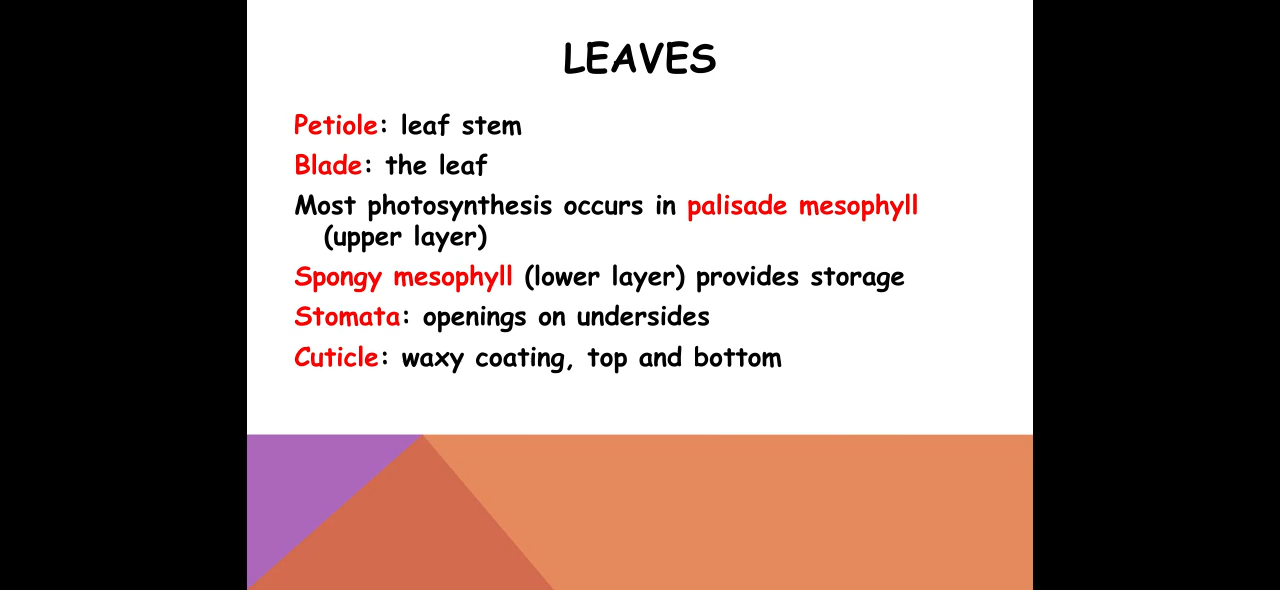 LEAVES
Petiole: leaf stem
Blade: the leaf
Most photosynthesis occurs in palisade mesophyll
(upper layer)
Spongy mesophyll (lower layer) provides storage
Stomata: openings on undersides
Cuticle: waxy coating, top and bottom